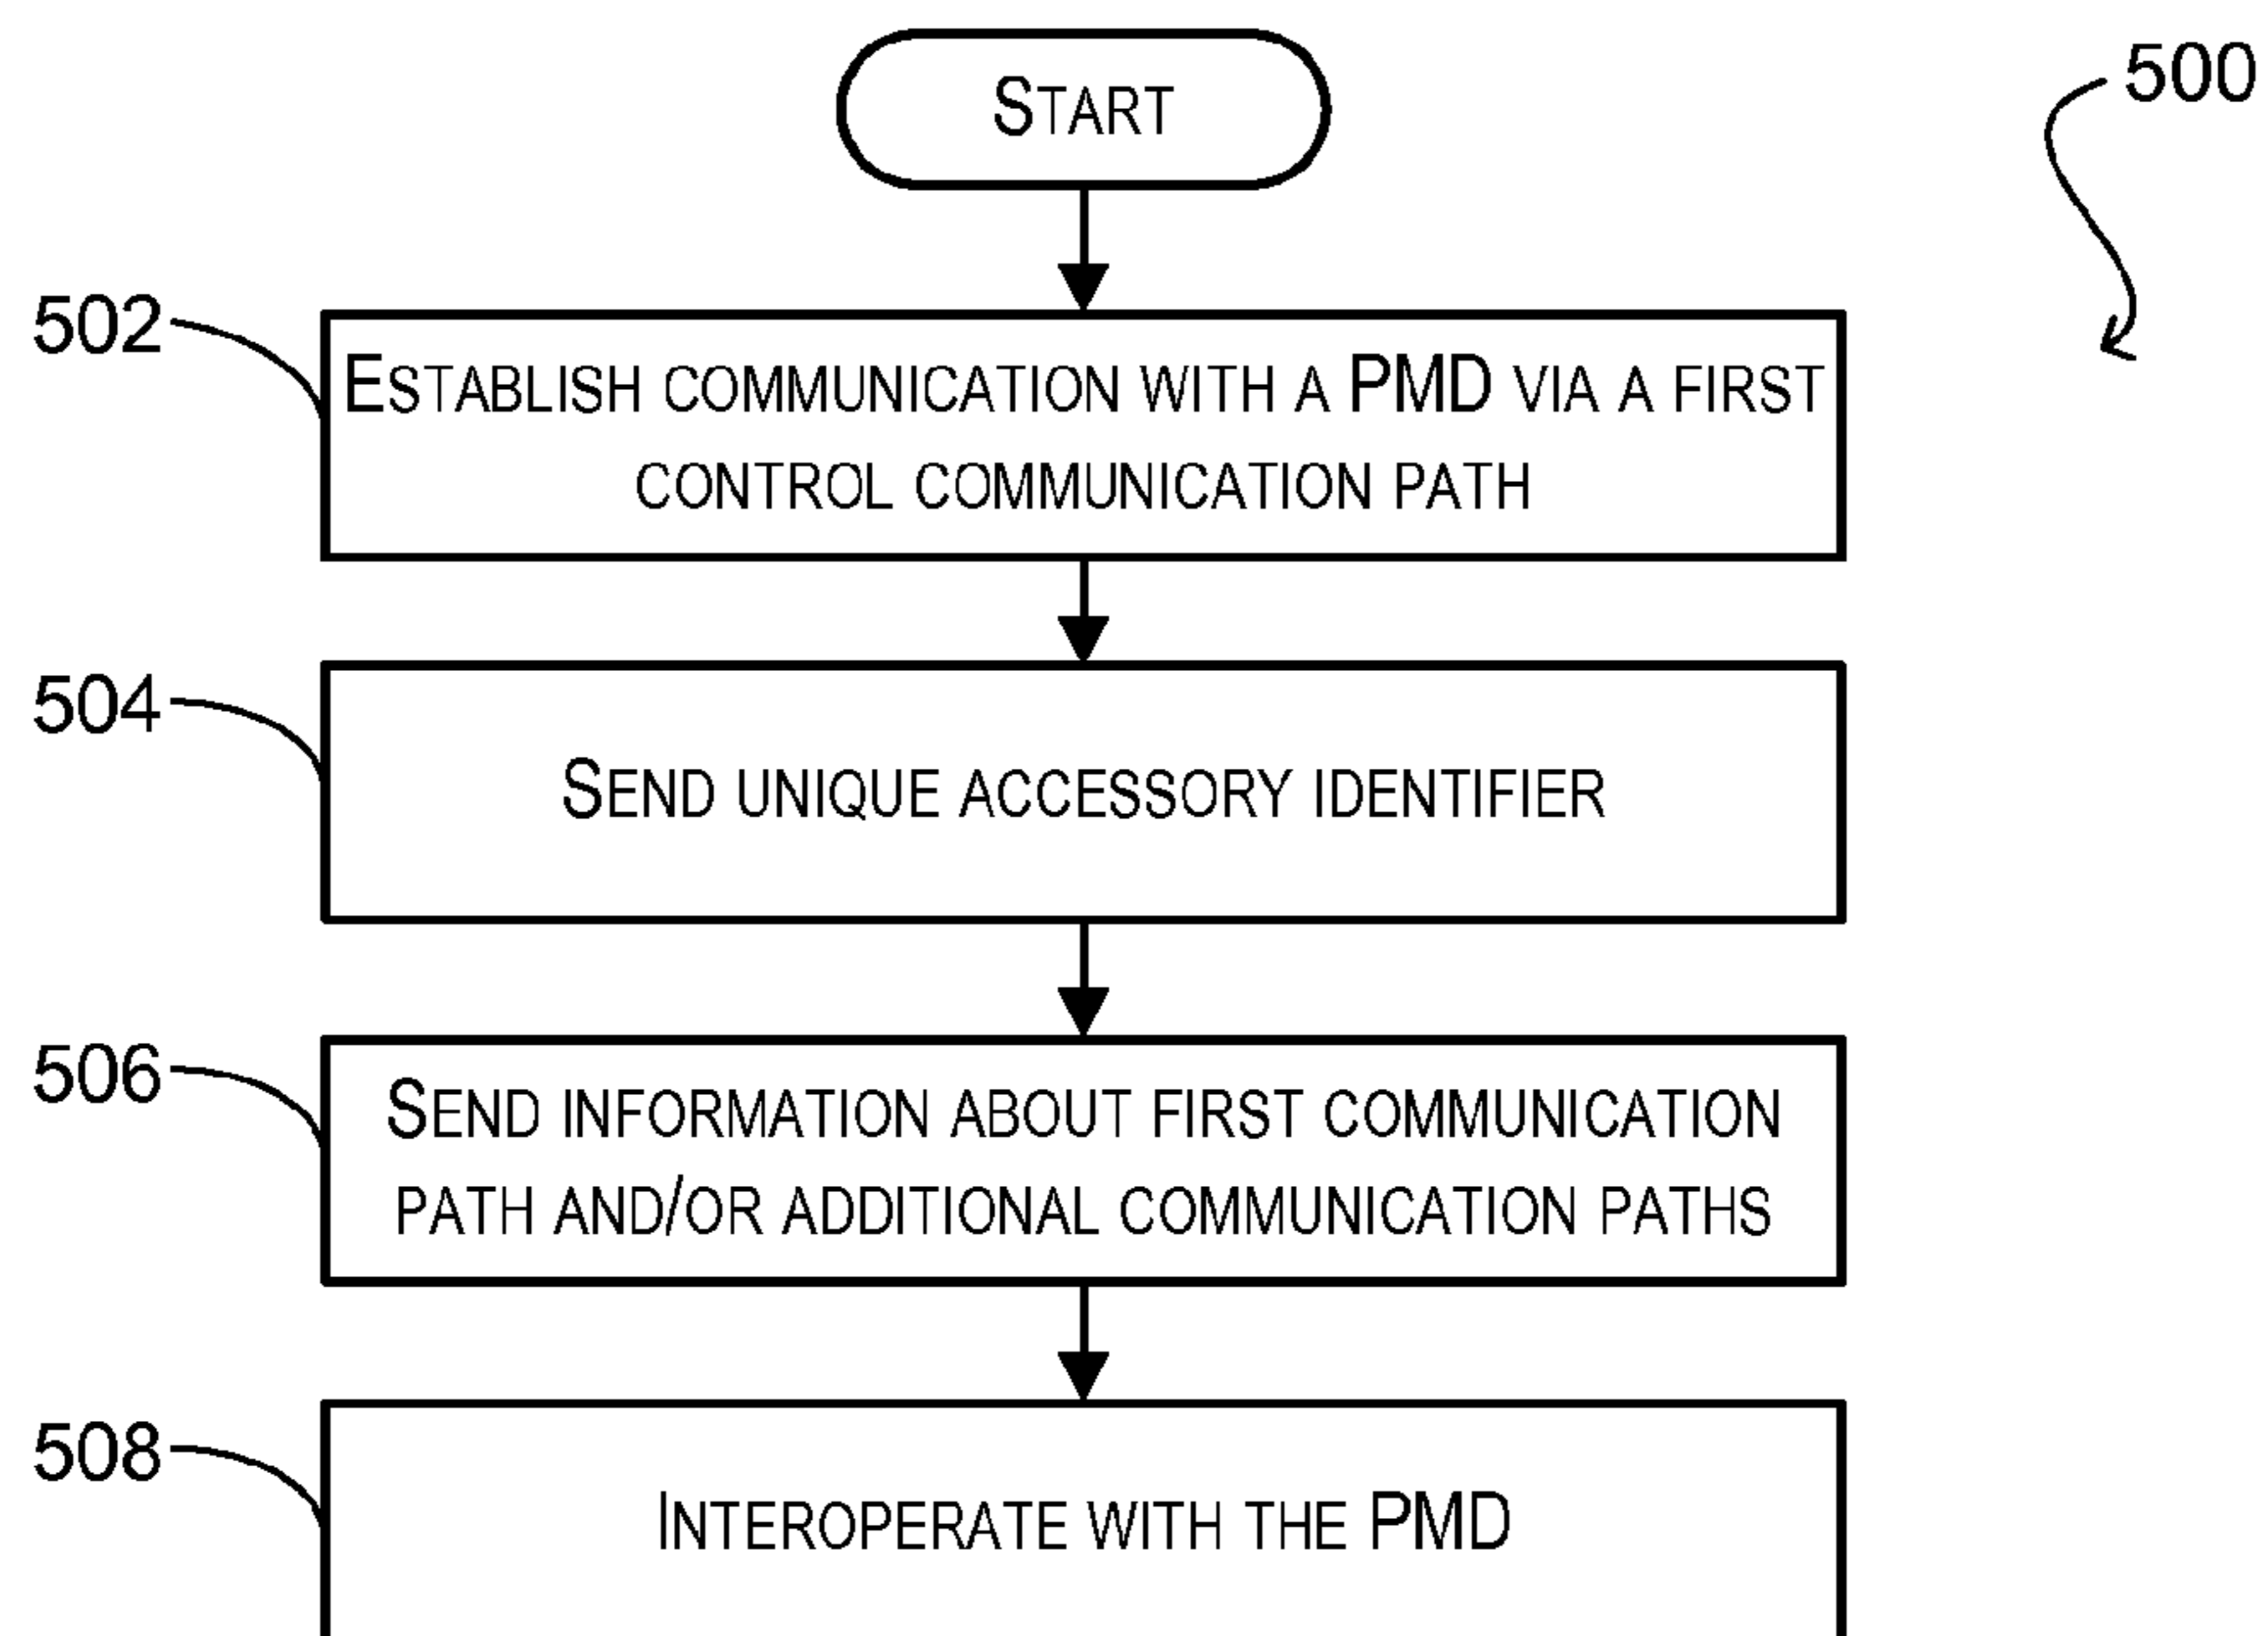 START
500
502
ESTABLISH COMMUNICATION WITH A PMD VIA A FIRST
CONTROL COMMUNICATION PATH
504
SEND UNIQUE ACCESSORY IDENTIFIER
506
SEND INFORMATION ABOUT FIRST COMMUNICATION
PATH AND/OR ADDITIONAL COMMUNICATION PATHS
508
INTEROPERATE WITH THE PMD